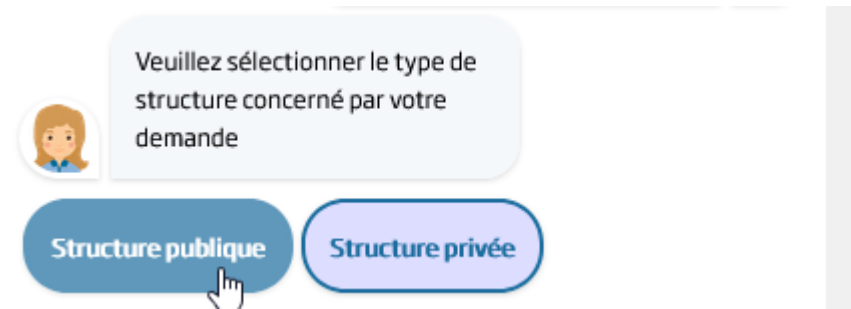 Veuillez sélectionner le type de
structure concerné par votre
demande
Structure publique
Structure privée